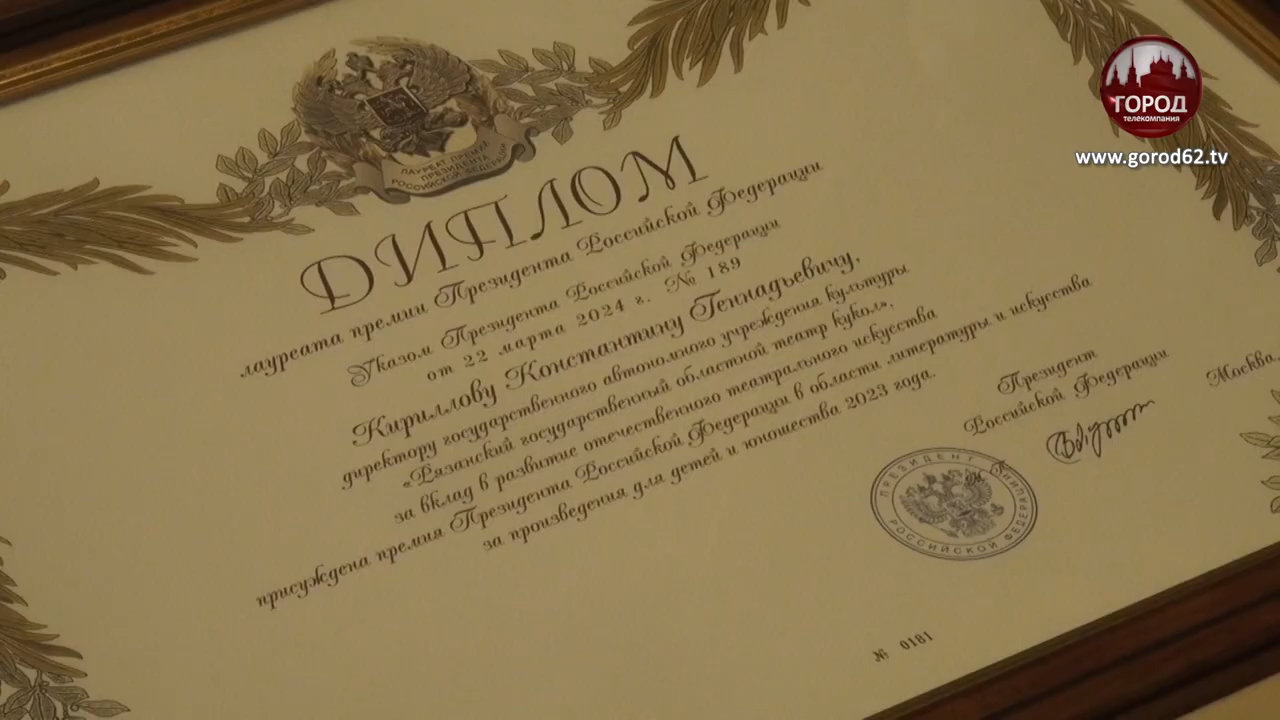 ГОРОД
телекомпания
www.gorod62.tv
ЛАУРЕАТ ПРЕМИИ
ПРЕЗИДЕНТА
РОССИЙСКОЙ ФЕДЕРАЦИИ
ДИПЛОМ
лауреата премии Президента Российской Федерации
Указом Президента Российской Федерации
от 22 марта 2024 г. № 189
Кириллову Константину Геннадьевичу,
директору государственного автономного учреждения культуры
«Рязанский государственный областной театр кукол»,
за вклад в развитие отечественного театрального искусства
присуждена премия Президента Российской Федерации в области литературы и искусства
за произведения для детей и юношества 2023 года.
Президент
Российской Федерации
Москва
ПРЕЗИДЕНТ
РОССИЙСКОЙ ФЕДЕРАЦИИ
№ 0181